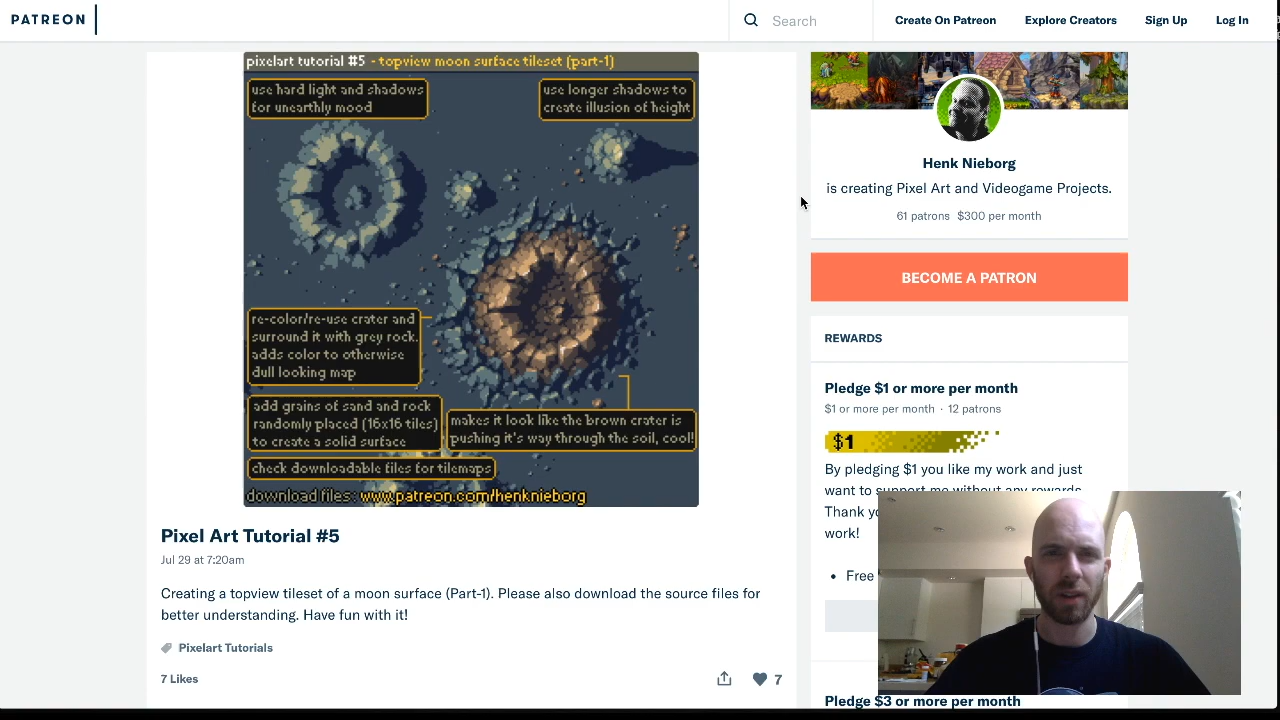 PATREON
Search
Create On Patreon
Explore Creators
Sign Up
Log In
pixelart tutorial #5 - topview moon surface tileset (part-1)
use hard light and shadows
for unearthly mood
use longer shadows to
create illusion of height
re-color/re-use crater and
surround it with grey rock.
adds color to otherwise
dull looking map
add grains of sand and rock
randomly placed (16x16 tiles)
to create a solid surface
makes it look like the brown crater is
pushing it's way through the soil, cool!
check downloadable files for tilemaps
download files: www.patreon.com/henknieborg
Pixel Art Tutorial #5
Jul 29 at 7:20am
Creating a topview tileset of a moon surface (Part-1). Please also download the source files for
better understanding. Have fun with it!
Pixelart Tutorials
7 Likes
7
Henk Nieborg
is creating Pixel Art and Videogame Projects.
61 patrons $300 per month
BECOME A PATRON
REWARDS
Pledge $1 or more per month
$1 or more per month · 12 patrons
$1
By pledging $1 you like my work and just
want to support me without any rewards.
Thank
work!
• Free
Pledge $3 or more per month